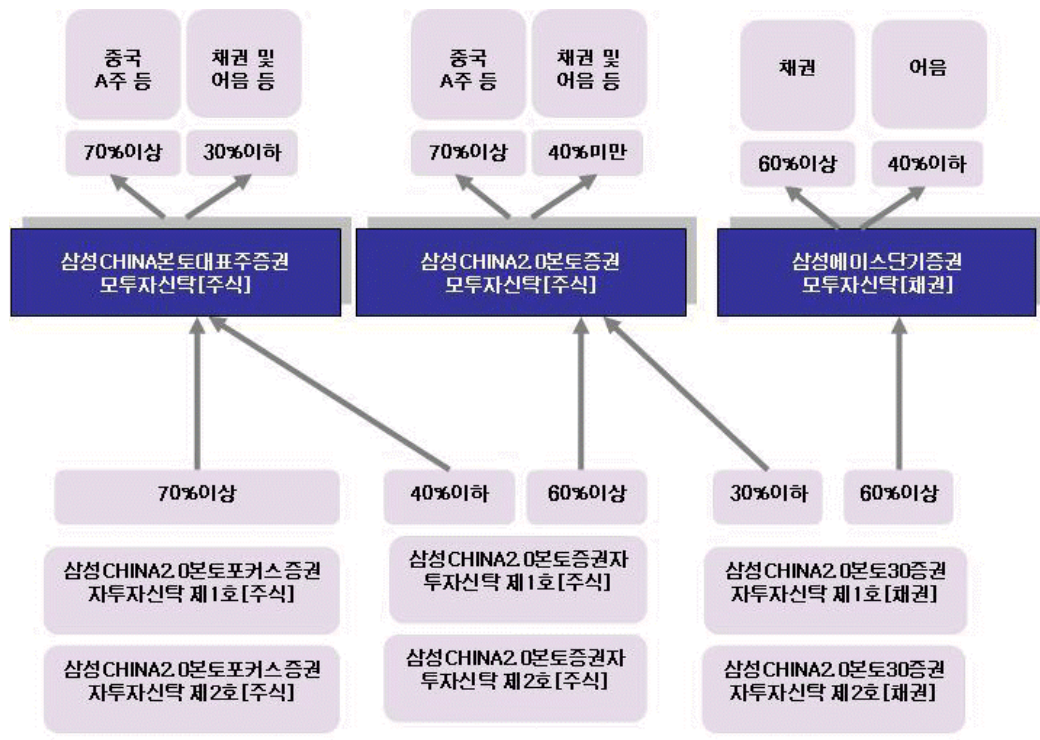 중국
A주 등
채권 및
어음 등
중국
A주 등
채권 및
어음 등
채권
어음
70%이상
30%이하
70%이상
40%미만
60%이상
40%이하
삼성CHINA본토대표주증권
모투자신탁[주식]
삼성CHINA2.0본토증권
모투자신탁[주식]
삼성에이스단기증권
모투자신탁[채권]
70%이상
40%이하
60%이상
30%이하
60%이상
삼성CHINA2.0본토포커스증권
자투자신탁 제1호[주식]
삼성CHINA2.0본토증권자
투자신탁 제1호[주식]
삼성CHINA2.0본토30증권
자투자신탁 제1호[채권]
삼성CHINA2.0본토포커스증권
자투자신탁 제2호[주식]
삼성CHINA2.0본토증권자
투자신탁 제2호[주식]
삼성CHINA2.0본토30증권
자투자신탁 제2호[채권]